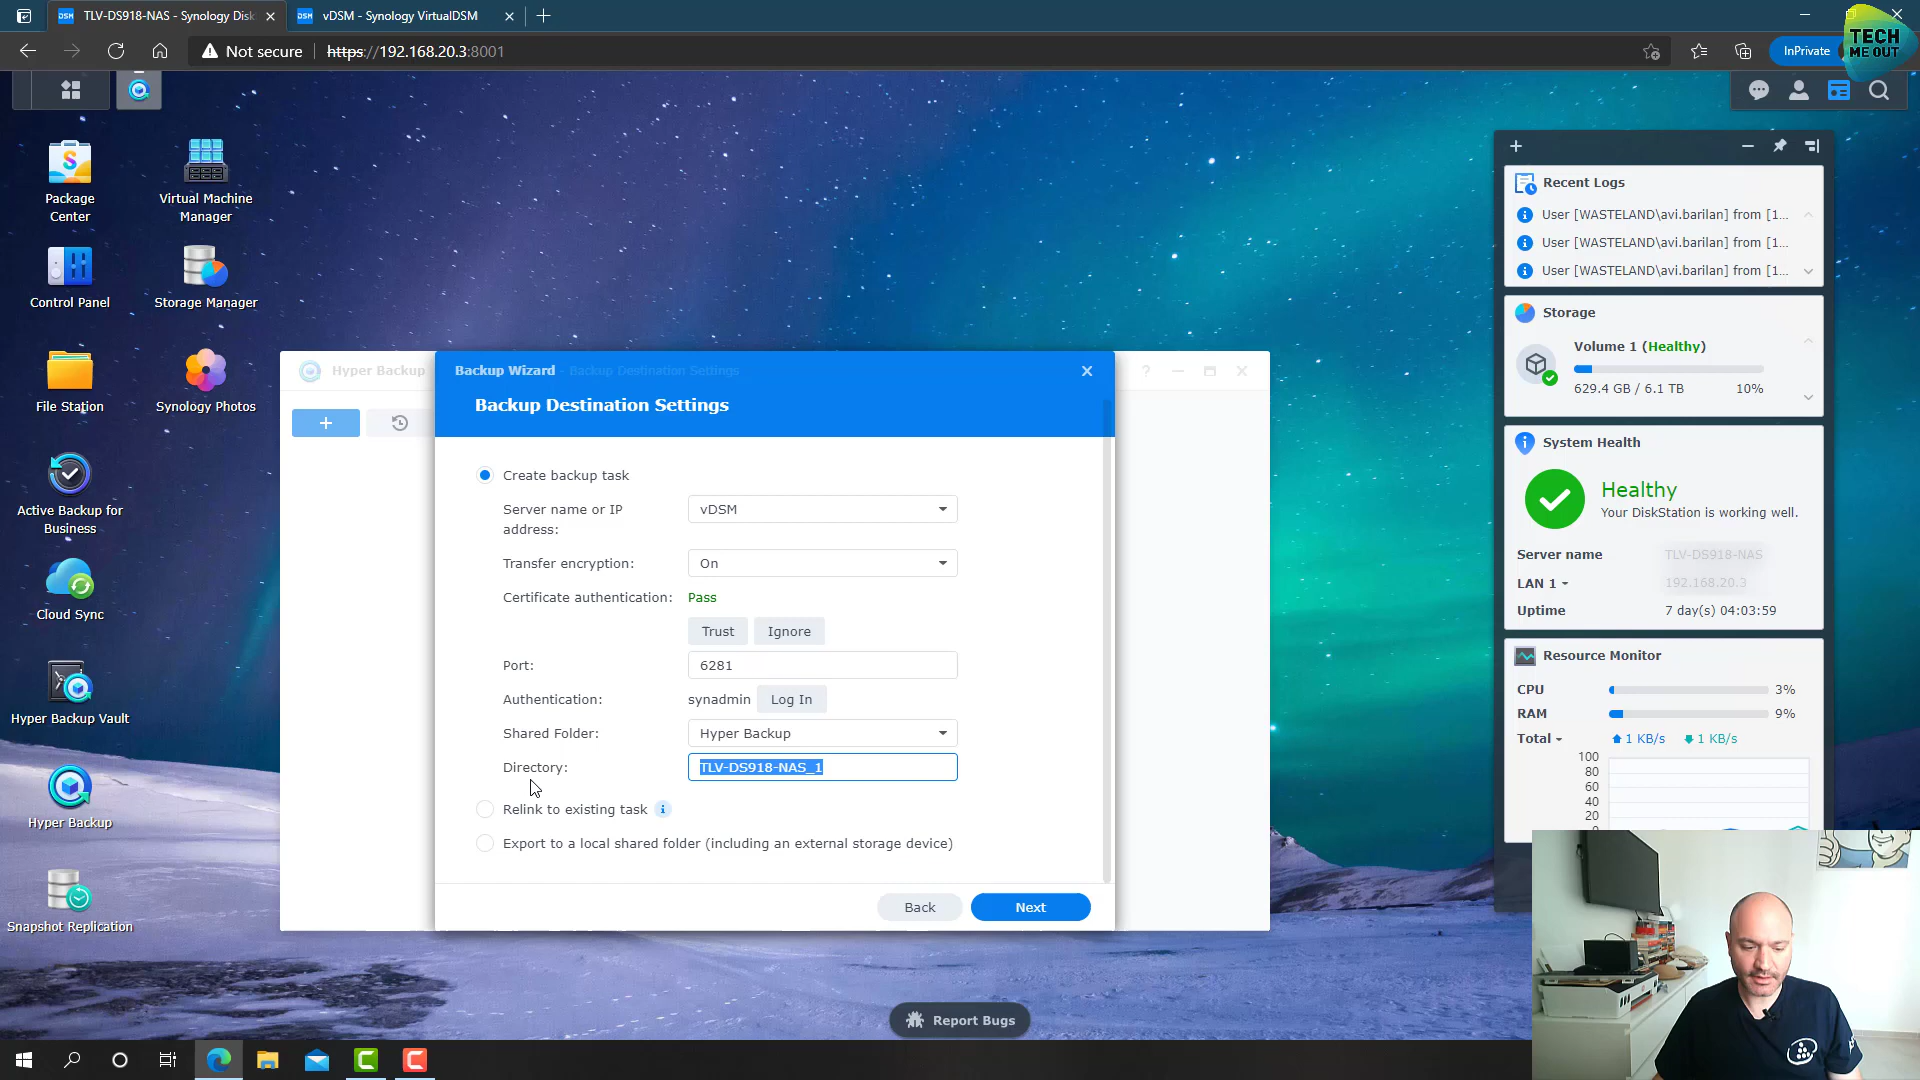 TLV-DS918-NAS - Synology Disk
vDSM - Synology VirtualDSM
Not secure
https://192.168.20.3:8001
InPrivate
TECH
ME OUT
Package
Center
Virtual Machine
Manager
Control Panel
Storage Manager
File Station
Synology Photos
Active Backup for
Business
Cloud Sync
Hyper Backup Vault
Hyper Backup
Snapshot Replication
Hyper Backup
Backup Wizard - Backup Destination Settings
Backup Destination Settings
Create backup task
Server name or IP
address:
vDSM
Transfer encryption:
On
Certificate authentication:
Pass
Trust
Ignore
Port:
6281
Authentication:
synadmin
Log In
Shared Folder:
Hyper Backup
Directory:
TLV-DS918-NAS_1
Relink to existing task
Export to a local shared folder (including an external storage device)
Back
Next
Report Bugs
Recent Logs
User [WASTELAND\avi.barilan] from [1...
User [WASTELAND\avi.barilan] from [1...
User [WASTELAND\avi.barilan] from [1...
Storage
Volume 1 (Healthy)
629.4 GB / 6.1 TB
10%
System Health
Healthy
Your DiskStation is working well.
Server name
TLV-DS918-NAS
LAN 1
192.168.20.3
Uptime
7 day(s) 04:03:59
Resource Monitor
CPU
3%
RAM
9%
Total
1 KB/s
1 KB/s
100
80
60
40
20
0